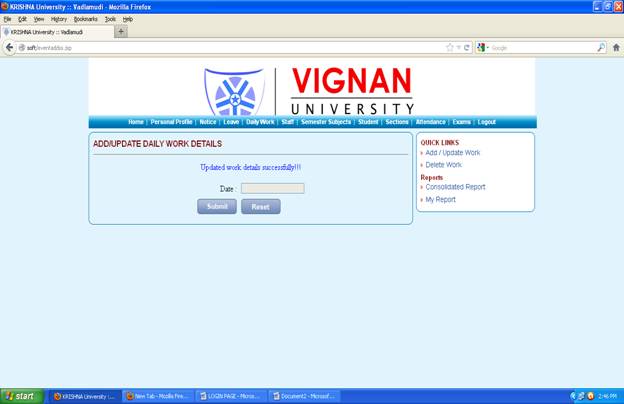 KRISHNA University :: Vadlamudi - Mozilla Firefox
File Edit View History Bookmarks Tools Help
KRISHNA University :: Vadlamudi +
soft/eventaddss.jsp Google
VIGNAN
UNIVERSITY
Home | Personal Profile | Notice | Leave | Daily Work | Staff | Semester Subjects | Student | Sections | Attendance | Exams | Logout
ADD/UPDATE DAILY WORK DETAILS
Updated work details successfully!!!
Date :
Submit Reset
QUICK LINKS
Add / Update Work
Delete Work
Reports
Consolidated Report
My Report
start KRISHNA University ::... New Tab - Mozilla Fire... LOGIN PAGE - Micros... Document2 - Microsof... 2:46 PM